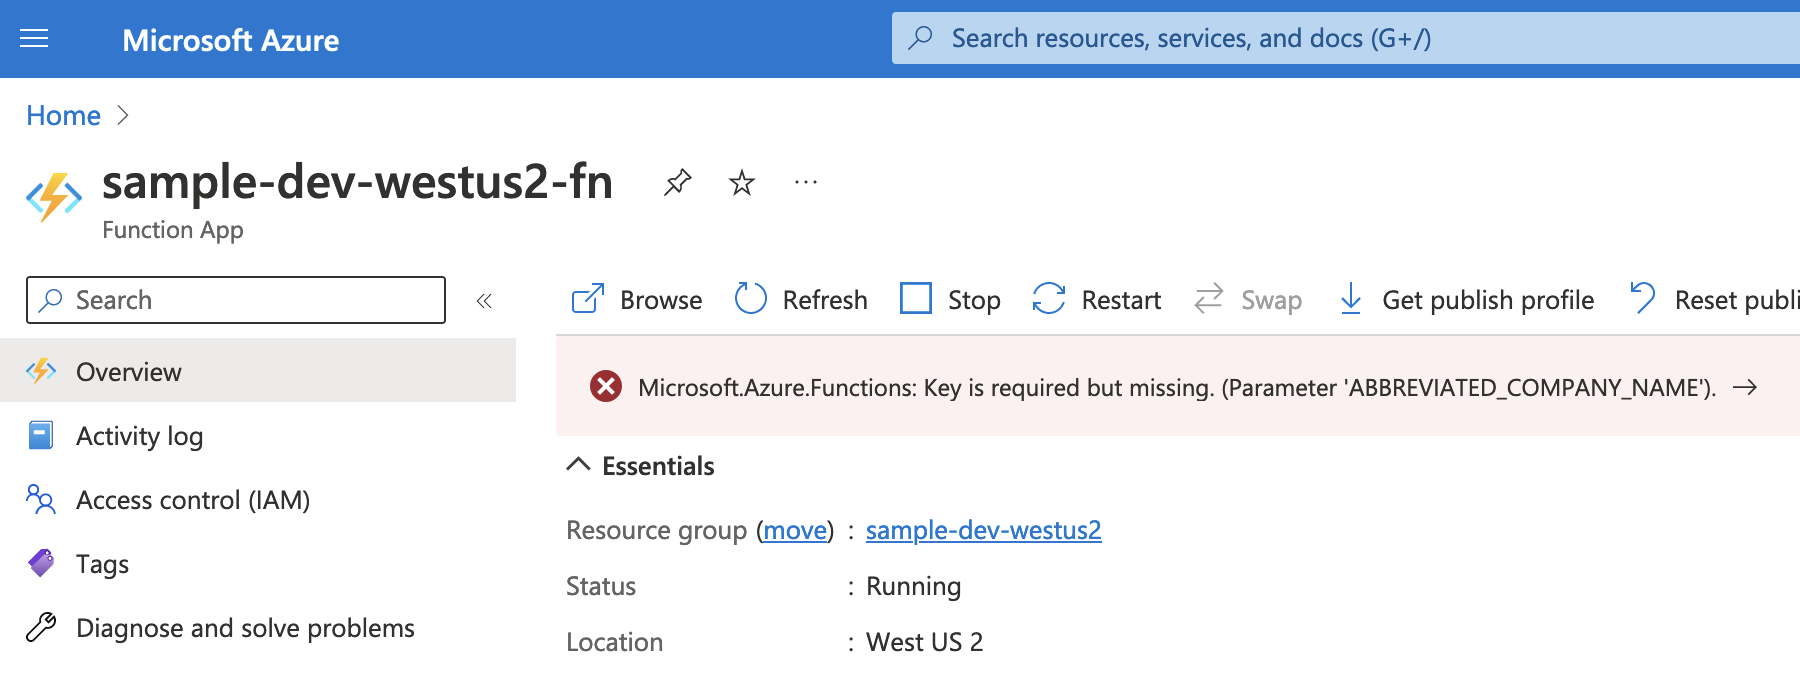 Microsoft Azure
Search resources, services, and docs (G+/)
Home
sample-dev-westus2-fn
Function App
Search
Browse
Refresh
Stop
Restart
Swap
Get publish profile
Reset publi
Overview
Activity log
Access control (IAM)
Tags
Diagnose and solve problems
Microsoft.Azure.Functions: Key is required but missing. (Parameter 'ABBREVIATED_COMPANY_NAME').
Essentials
Resource group (move) : sample-dev-westus2
Status : Running
Location : West US 2